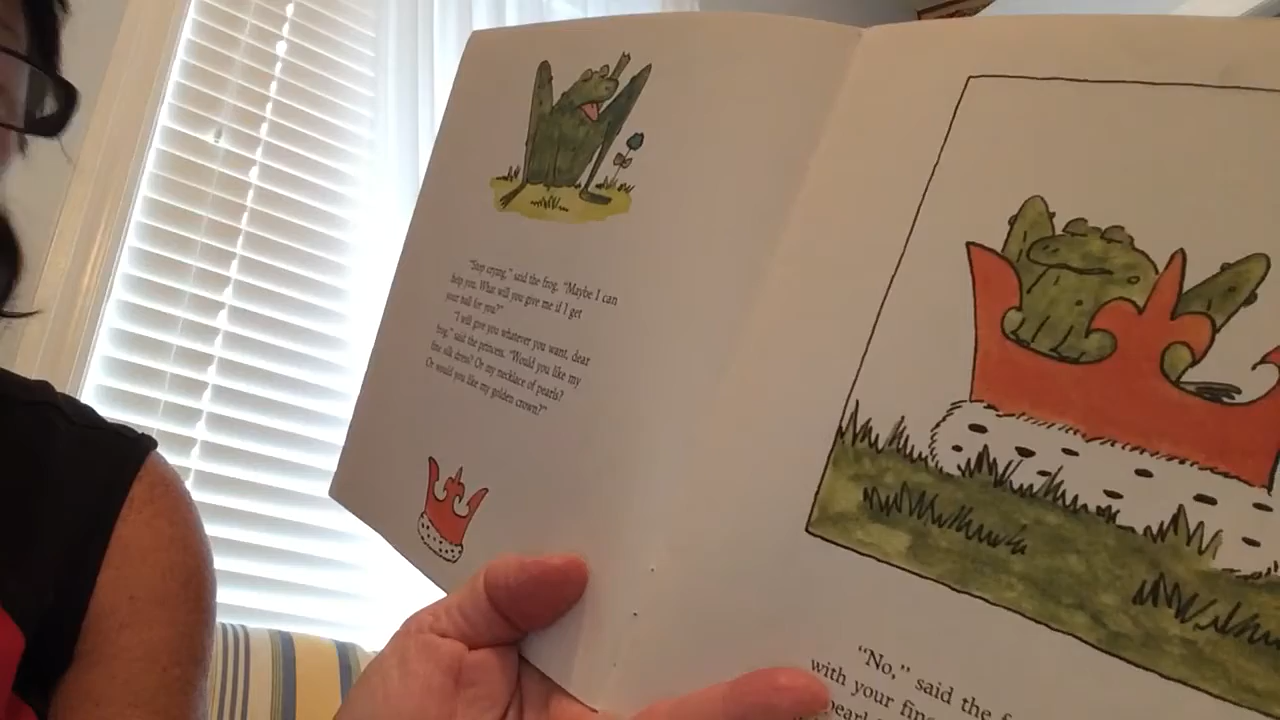 "Stop crying," said the frog. "Maybe I can
help you. What will you give me if I get
your ball for you?"
"I will give you whatever you want, dear
frog," said the princess. "Would you like my
fine silk dress? Or my necklace of pearls?
Or would you like my golden crown?"
"No," said the
with your fine
pearl